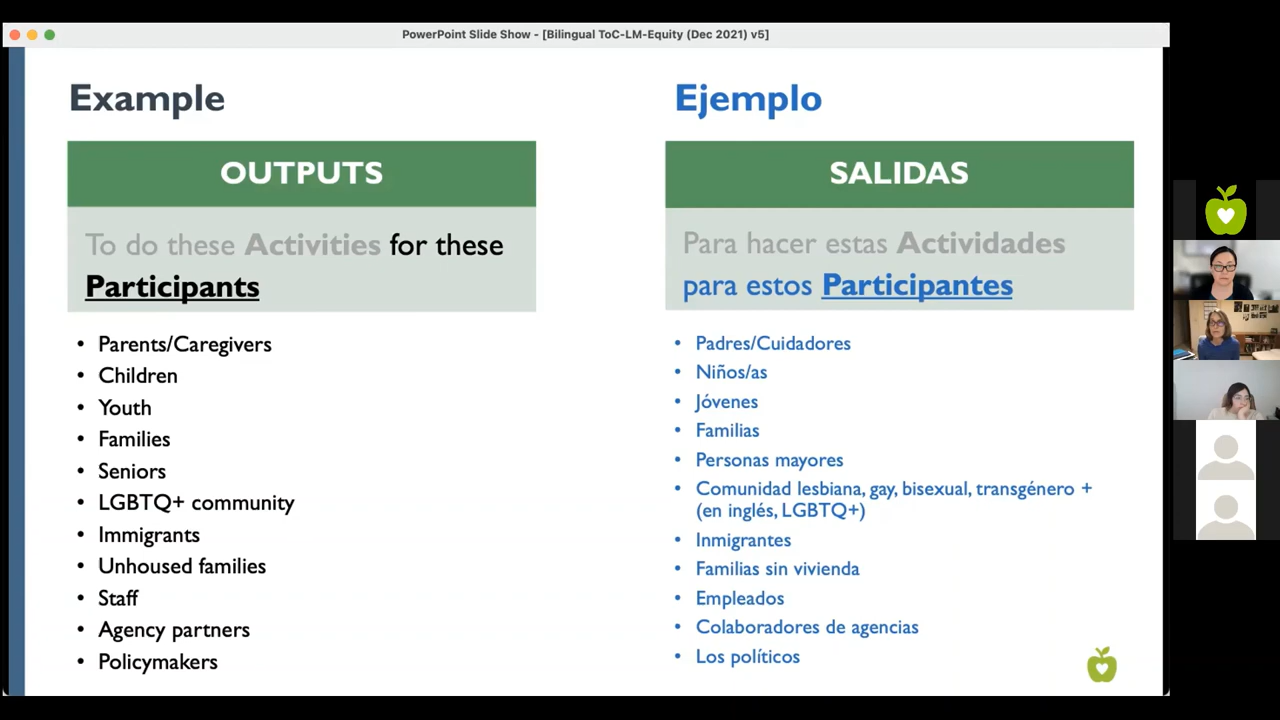 PowerPoint Slide Show - [Bilingual ToC-LM-Equity (Dec 2021) v5]
Example
OUTPUTS
To do these Activities for these
Participants
• Parents/Caregivers
• Children
• Youth
• Families
• Seniors
• LGBTQ+ community
• Immigrants
• Unhoused families
• Staff
• Agency partners
• Policymakers
Ejemplo
SALIDAS
Para hacer estas Actividades
para estos Participantes
• Padres/Cuidadores
• Niños/as
• Jóvenes
• Familias
• Personas mayores
• Comunidad lesbiana, gay, bisexual, transgénero +
(en inglés, LGBTQ+)
• Inmigrantes
• Familias sin vivienda
• Empleados
• Colaboradores de agencias
• Los políticos